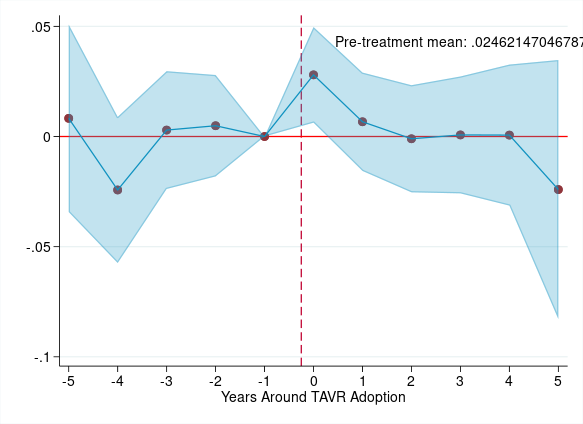 .05
Pre-treatment mean: .02462147046787
0
-.05
-.1
-5 -4 -3 -2 -1 0 1 2 3 4 5
Years Around TAVR Adoption